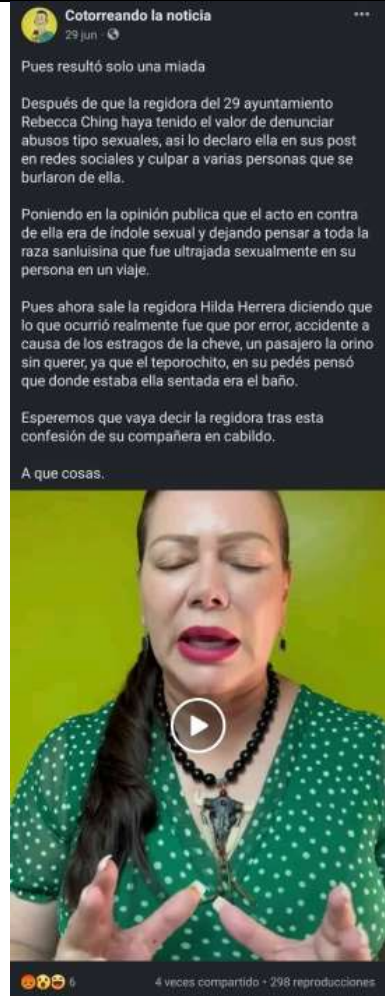 Cotorreando la noticia
29 jun
Pues resultó solo una miada
Después de que la regidora del 29 ayuntamiento
Rebecca Ching haya tenido el valor de denunciar
abusos tipo sexuales, asi lo declaro ella en sus post
en redes sociales y culpar a varias personas que se
burlaron de ella.
Poniendo en la opinión publica que el acto en contra
de ella era de índole sexual y dejando pensar a toda la
raza sanluisina que fue ultrajada sexualmente en su
persona en un viaje.
Pues ahora sale la regidora Hilda Herrera diciendo que
lo que ocurrió realmente fue que por error, accidente a
causa de los estragos de la cheve, un pasajero la orino
sin querer, ya que el teporochito, en su pedés pensó
que donde estaba ella sentada era el baño.
Esperemos que vaya decir la regidora tras esta
confesión de su compañera en cabildo.
A que cosas.
6
4 veces compartido • 298 reproducciones